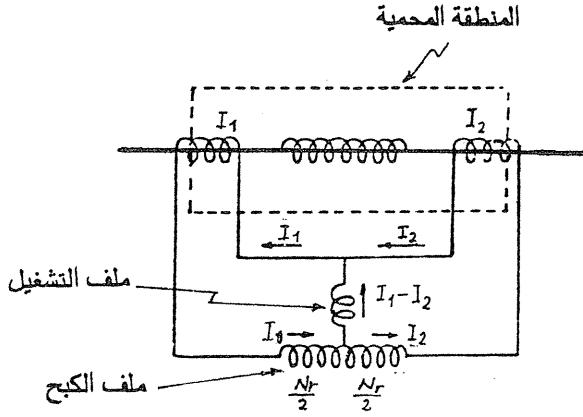 المنطقة المحمية
I1
I2
I1
I2
ملف التشغيل
I1-I2
I1
I2
ملف الكبح
Nr/2
Nr/2